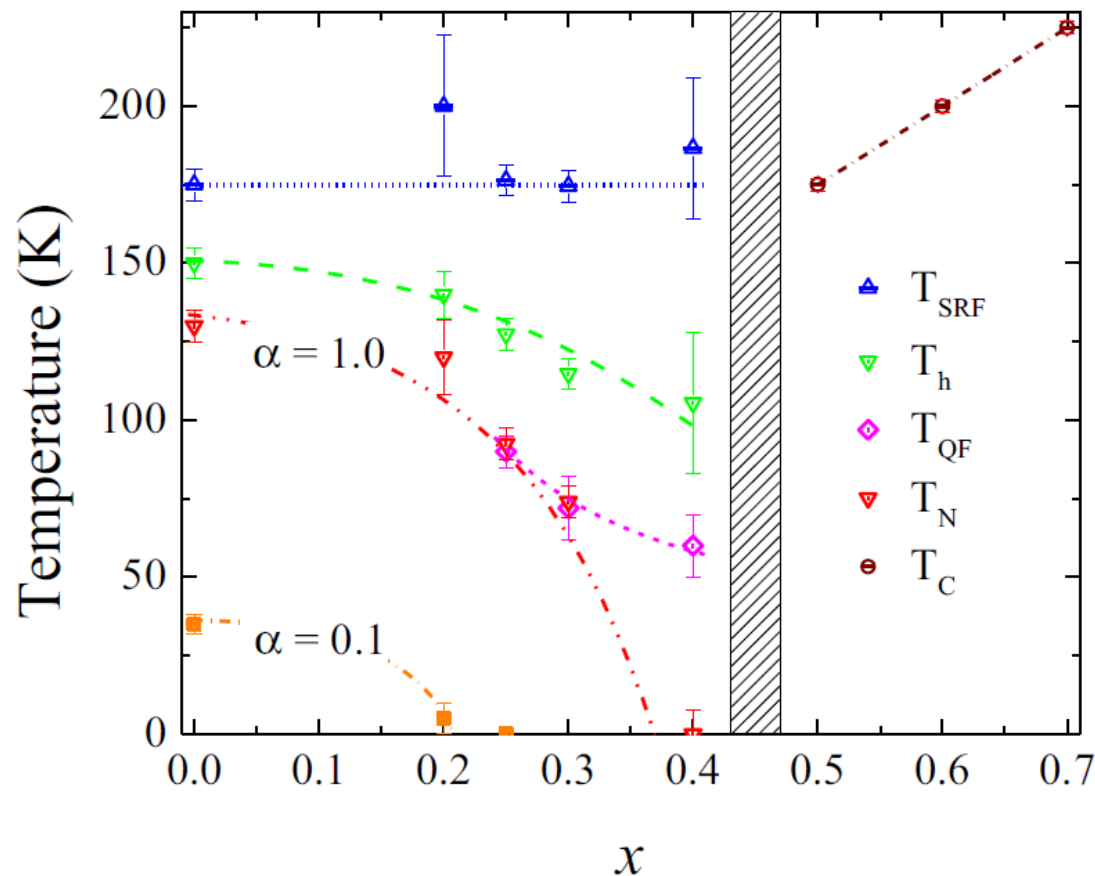 Temperature (K)
200
150
100
50
0
α = 1.0
α = 0.1
T_SRF
T_h
T_QF
T_N
T_C
0.0 0.1 0.2 0.3 0.4 0.5 0.6 0.7
x